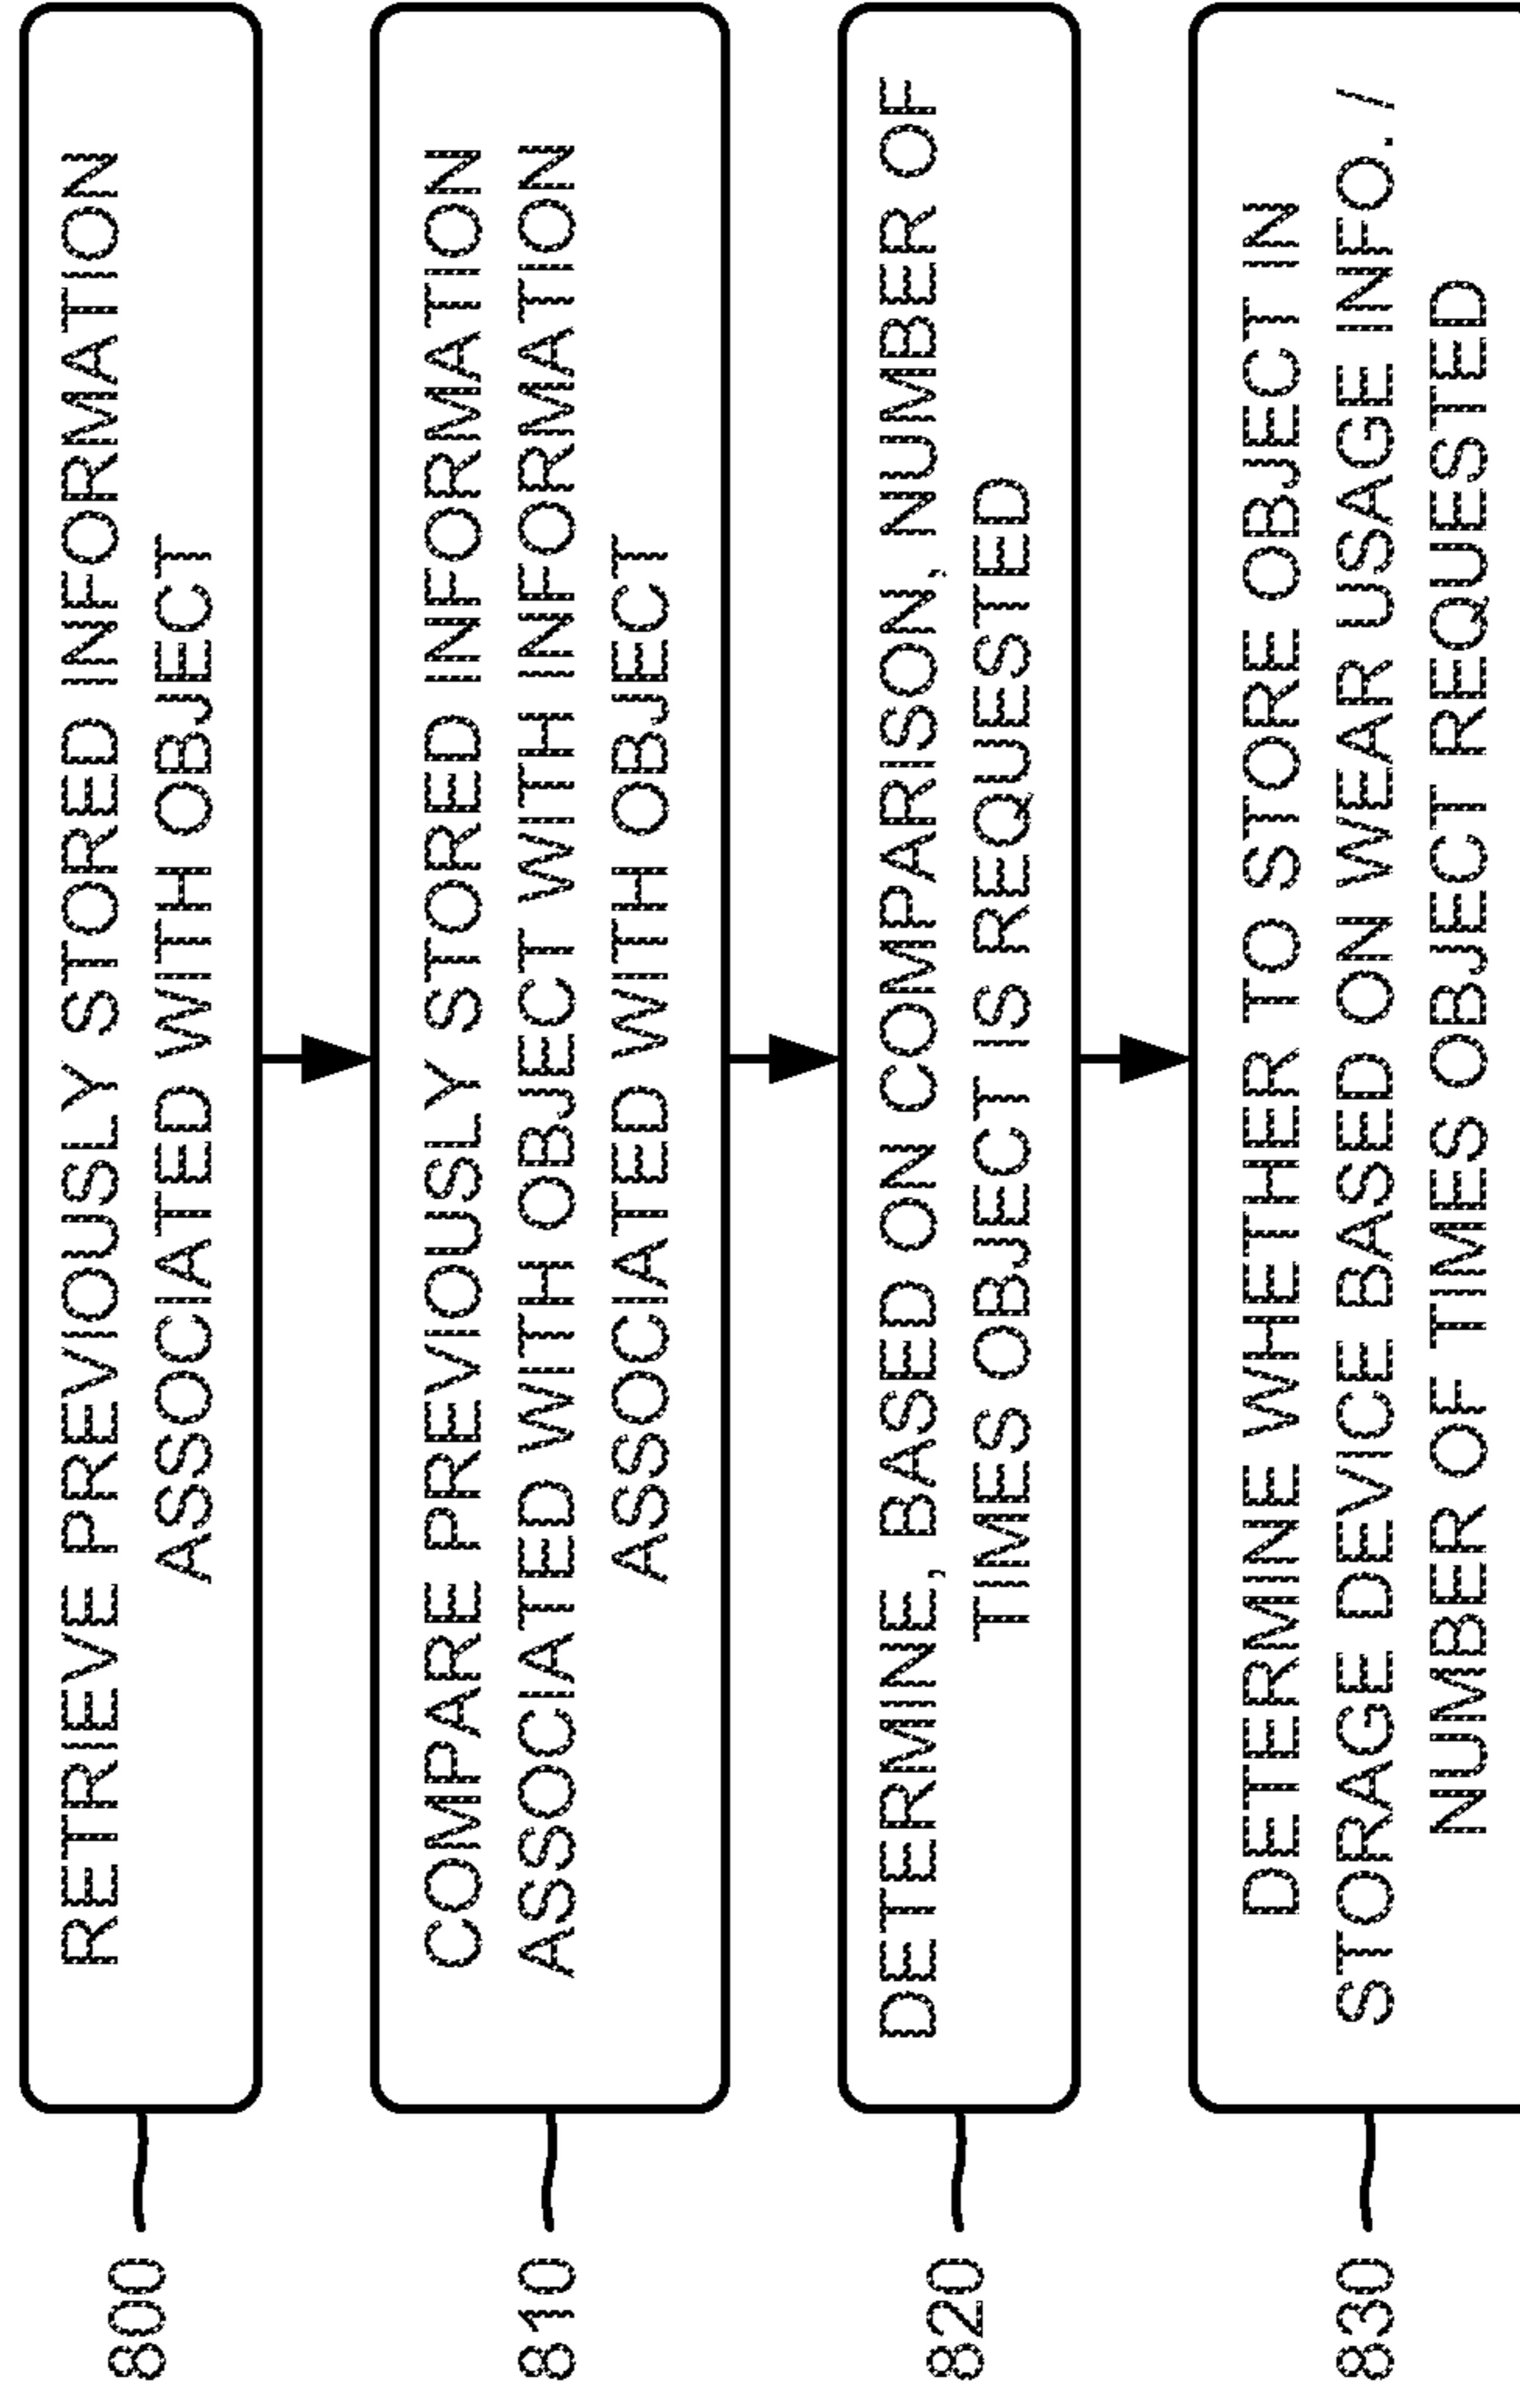 800
RETRIEVE PREVIOUSLY STORED INFORMATION
ASSOCIATED WITH OBJECT
810
COMPARE PREVIOUSLY STORED INFORMATION
ASSOCIATED WITH OBJECT WITH INFORMATION
ASSOCIATED WITH OBJECT
820
DETERMINE, BASED ON COMPARISON, NUMBER OF
TIMES OBJECT IS REQUESTED
830
DETERMINE WHETHER TO STORE OBJECT IN
STORAGE DEVICE BASED ON WEAR USAGE INFO. /
NUMBER OF TIMES OBJECT REQUESTED